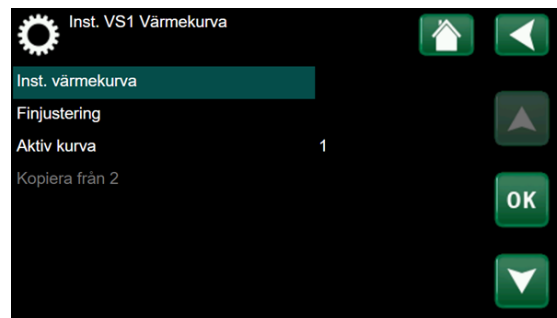 Inst. VS1 Värmekurva
Inst. värmekurva
Finjustering
Aktiv kurva 1
Kopiera från 2
OK